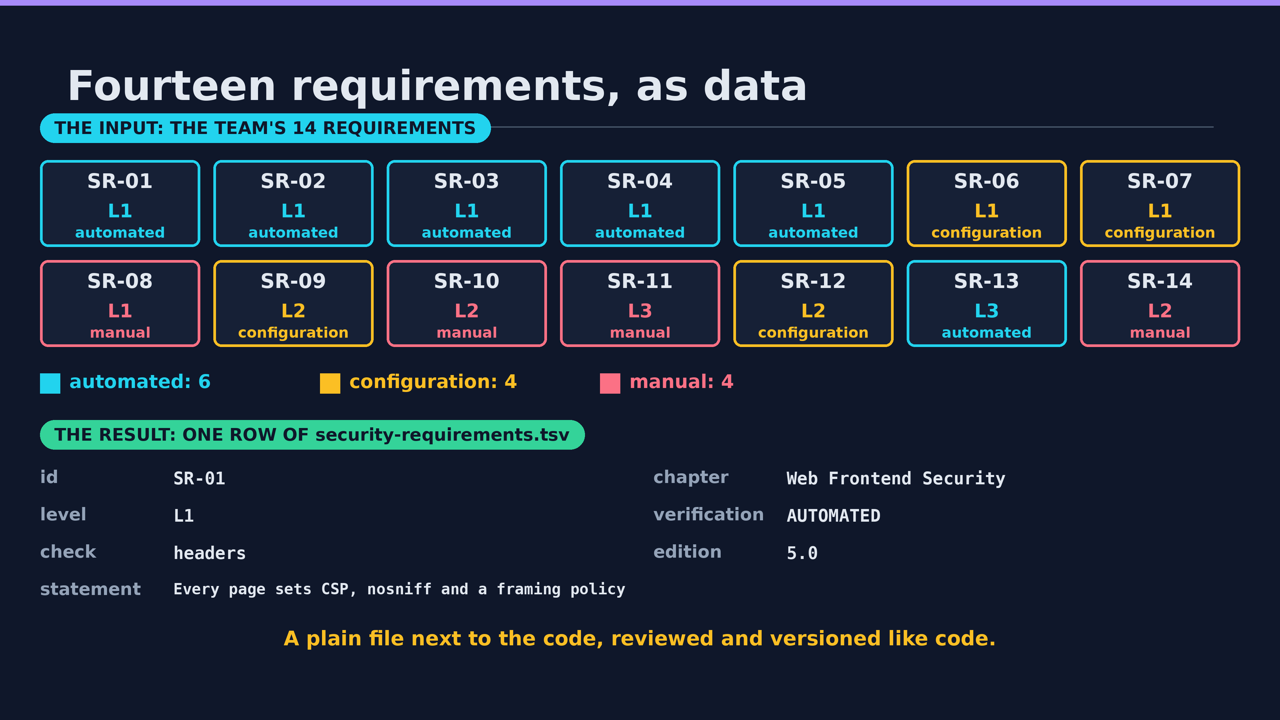 Fourteen requirements, as data
THE INPUT: THE TEAM'S 14 REQUIREMENTS
SR-01 SR-02 SR-03 SR-04 SR-05 SR-06 SR-07
L1 L1 L1 L1 L1 L1 L1
automated automated automated automated automated configuration configuration
SR-08 SR-09 SR-10 SR-11 SR-12 SR-13 SR-14
L1 L2 L2 L3 L2 L3 L2
manual configuration manual manual configuration automated manual
automated: 6 configuration: 4 manual: 4
THE RESULT: ONE ROW OF security-requirements.tsv
id SR-01 chapter Web Frontend Security
level L1 verification AUTOMATED
check headers edition 5.0
statement Every page sets CSP, nosniff and a framing policy
A plain file next to the code, reviewed and versioned like code.